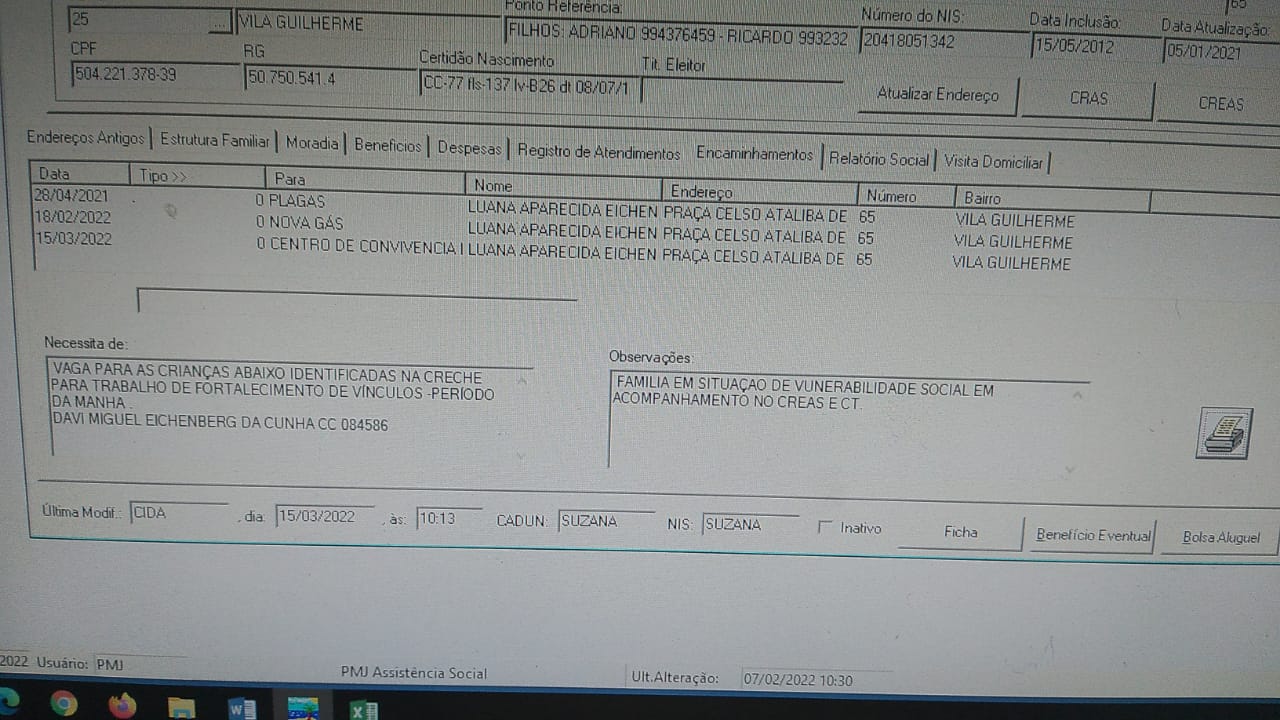 65
Ponto Referência:
Número do NIS:
Data Inclusão:
Data Atualização:
25 ... VILA GUILHERME
FILHOS: ADRIANO 994376459 - RICARDO 993232
20418051342
15/05/2012
05/01/2021
CPF
RG
Certidão Nascimento
Tit. Eleitor
504.221.378-39
50.750.541.4
CC-77 fls-137 lv-B26 dt 08/07/1
Atualizar Endereço
CRAS
CREAS
Endereços Antigos Estrutura Familiar Moradia Benefícios Despesas Registro de Atendimentos Encaminhamentos Relatório Social Visita Domiciliar
Data Tipo >> Para Nome Endereço Número Bairro
28/04/2021 . 0 PLAGAS LUANA APARECIDA EICHEN PRAÇA CELSO ATALIBA DE 65 VILA GUILHERME
18/02/2022 0 NOVA GÁS LUANA APARECIDA EICHEN PRAÇA CELSO ATALIBA DE 65 VILA GUILHERME
15/03/2022 0 CENTRO DE CONVIVENCIA I LUANA APARECIDA EICHEN PRAÇA CELSO ATALIBA DE 65 VILA GUILHERME
Necessita de:
VAGA PARA AS CRIANÇAS ABAIXO IDENTIFICADAS NA CRECHE
PARA TRABALHO DE FORTALECIMENTO DE VÍNCULOS -PERÍODO
DA MANHA .
DAVI MIGUEL EICHENBERG DA CUNHA CC 084586
Observações:
FAMILIA EM SITUAÇAO DE VUNERABILIDADE SOCIAL EM
ACOMPANHAMENTO NO CREAS E CT.
Última Modif.: CIDA , dia: 15/03/2022 , às: 10:13 CADUN: SUZANA NIS: SUZANA Inativo Ficha Benefício Eventual Bolsa Aluguel
2022 Usuário: PMJ PMJ Assistência Social Ult.Alteração: 07/02/2022 10:30